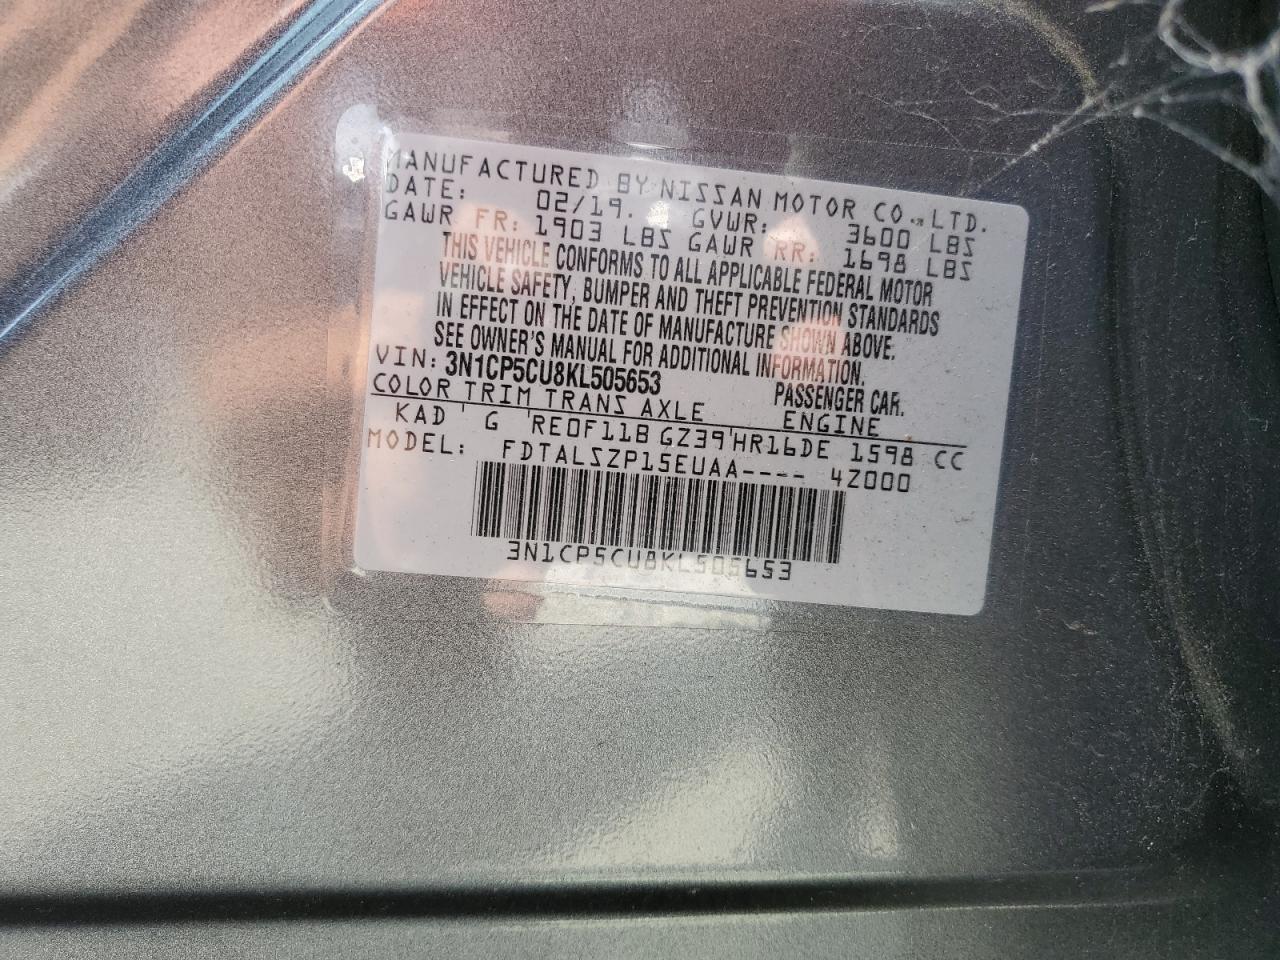 MANUFACTURED BY NISSAN MOTOR CO., LTD.
DATE: 02/19. GVWR: 3600 LBS
GAWR FR: 1903 LBS GAWR RR: 1698 LBS
THIS VEHICLE CONFORMS TO ALL APPLICABLE FEDERAL MOTOR
VEHICLE SAFETY, BUMPER AND THEFT PREVENTION STANDARDS
IN EFFECT ON THE DATE OF MANUFACTURE SHOWN ABOVE.
SEE OWNER'S MANUAL FOR ADDITIONAL INFORMATION.
VIN: 3N1CP5CU8KL505653 PASSENGER CAR.
COLOR TRIM TRANS AXLE ENGINE
KAD ' G 'RE0F11B GZ39'HR16DE 1598 CC
MODEL: FDTALSZP15EUAA---- 4Z000
3N1CP5CU8KL505653